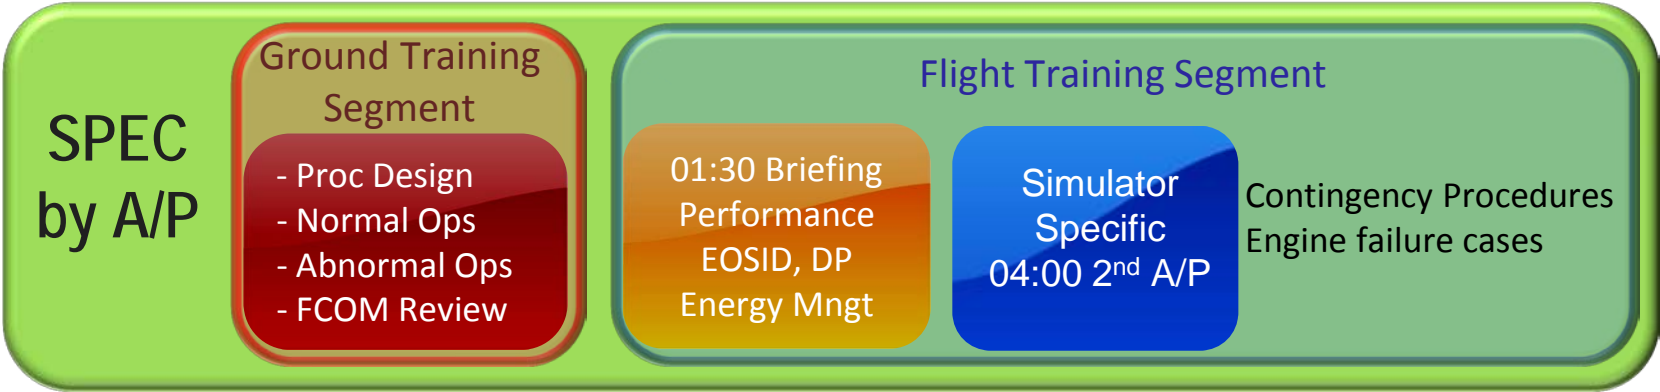 SPEC
by A/P
Ground Training
Segment
- Proc Design
- Normal Ops
- Abnormal Ops
- FCOM Review
Flight Training Segment
01:30 Briefing
Performance
EOSID, DP
Energy Mngt
Simulator
Specific
04:00 2nd A/P
Contingency Procedures
Engine failure cases